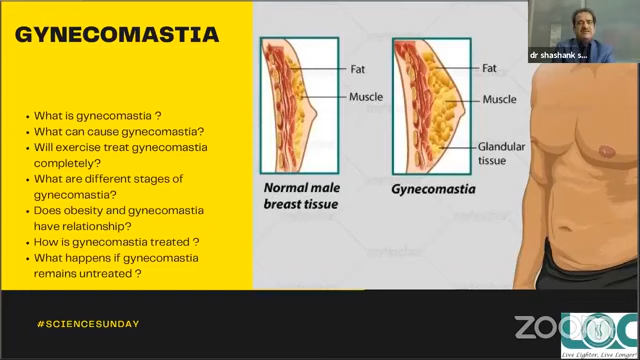 GYNECOMASTIA
dr shashank s...
What is gynecomastia ?
What can cause gynecomastia?
Will exercise treat gynecomastia
completely?
What are different stages of
gynecomastia?
Does obesity and gynecomastia
have relationship?
How is gynecomastia treated ?
What happens if gynecomastia
remains untreated ?
Fat
Muscle
Normal male
breast tissue
Fat
Muscle
Glandular
tissue
Gynecomastia
#SCIENCESUNDAY
zoom
LOC
Live Lighter, Live Longer